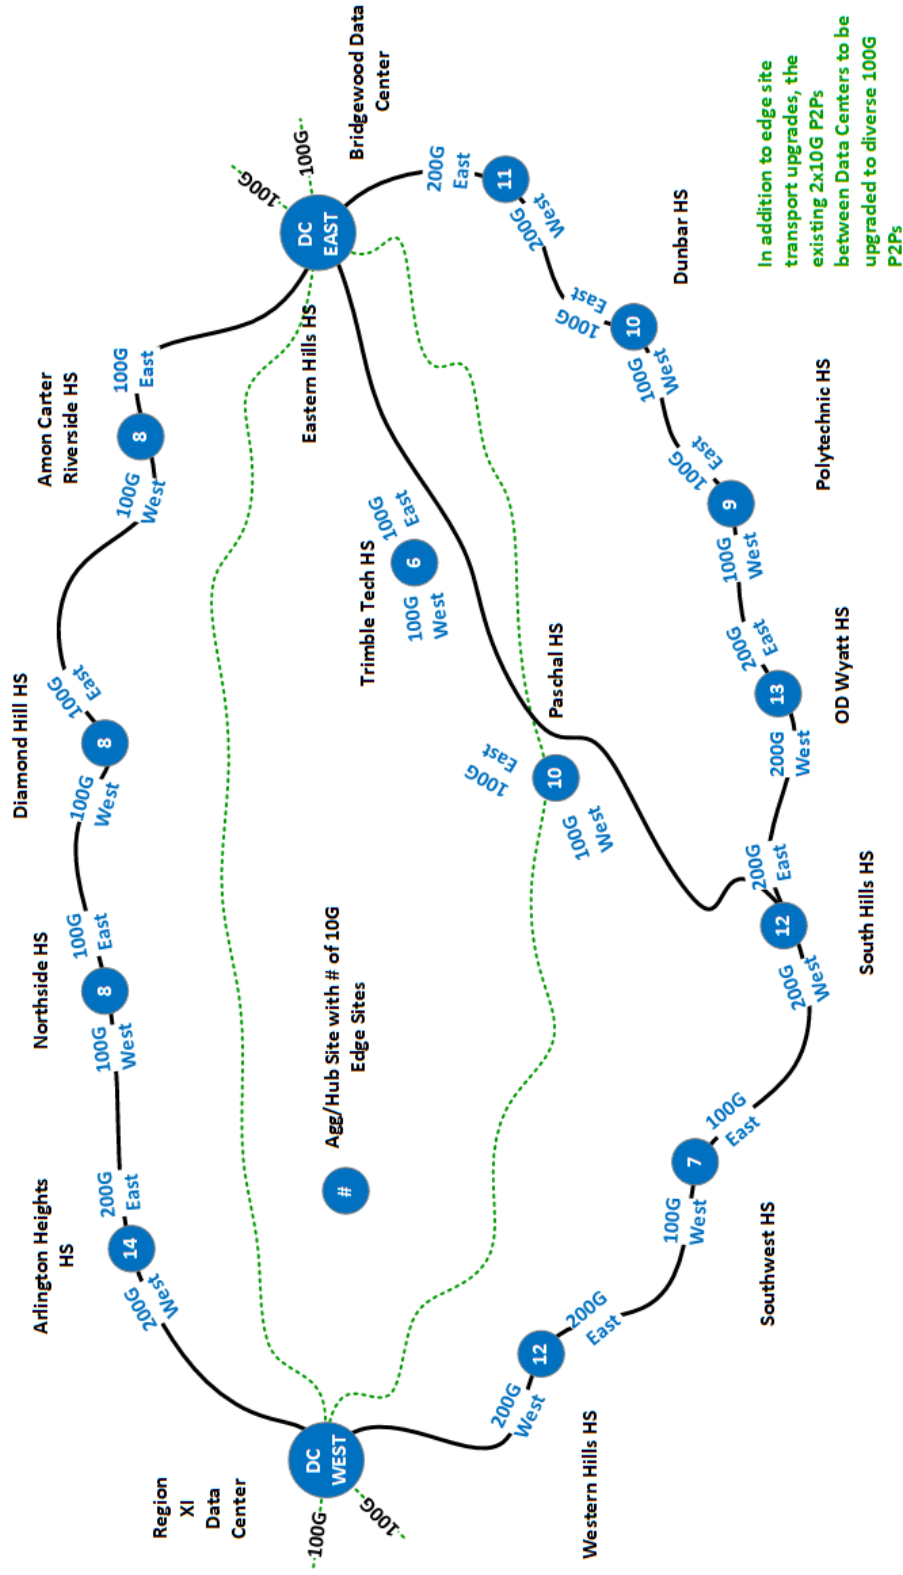 Region
XI
Data
Center
DC
WEST
100G
100G
Arlington Heights
HS
200G
West
14
200G
East
Northside HS
100G
West
8
100G
East
Diamond Hill HS
100G
West
8
100G
East
Amon Carter
Riverside HS
100G
West
8
100G
East
100G
100G
DC
EAST
Bridgewood Data
Center
Eastern Hills HS
200G
East
11
200G
West
Trimble Tech HS
100G
West
6
100G
East
Paschal HS
100G
West
10
100G
East
#
Agg/Hub Site with # of 10G
Edge Sites
Western Hills HS
200G
West
12
200G
East
Southwest HS
100G
West
7
100G
East
South Hills HS
200G
West
12
200G
East
OD Wyatt HS
200G
West
13
200G
East
Polytechnic HS
100G
West
9
100G
East
Dunbar HS
100G
West
10
100G
East
In addition to edge site
transport upgrades, the
existing 2x10G P2Ps
between Data Centers to be
upgraded to diverse 100G
P2Ps